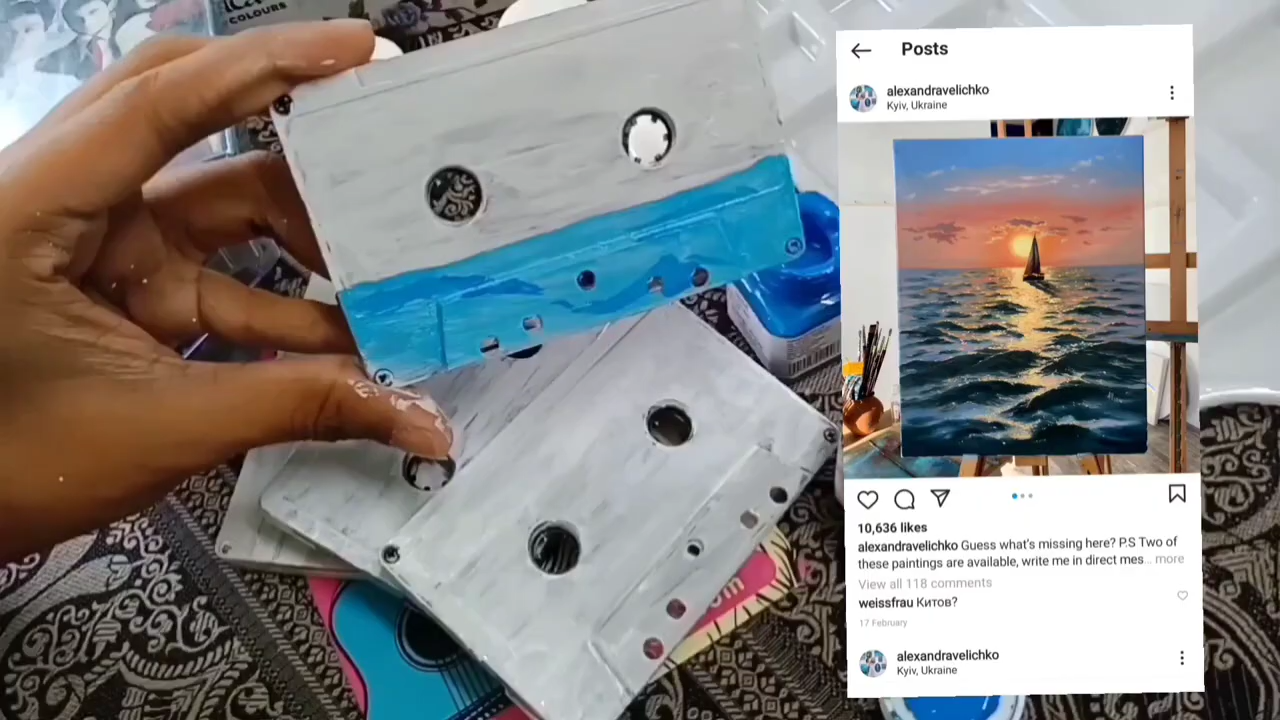 COLOURS
Posts
alexandravelichko
Kyiv, Ukraine
10,636 likes
alexandravelichko Guess what's missing here? P.S Two of
these paintings are available, write me in direct mes... more
View all 118 comments
weissfrau Китов?
17 February
alexandravelichko
Kyiv, Ukraine